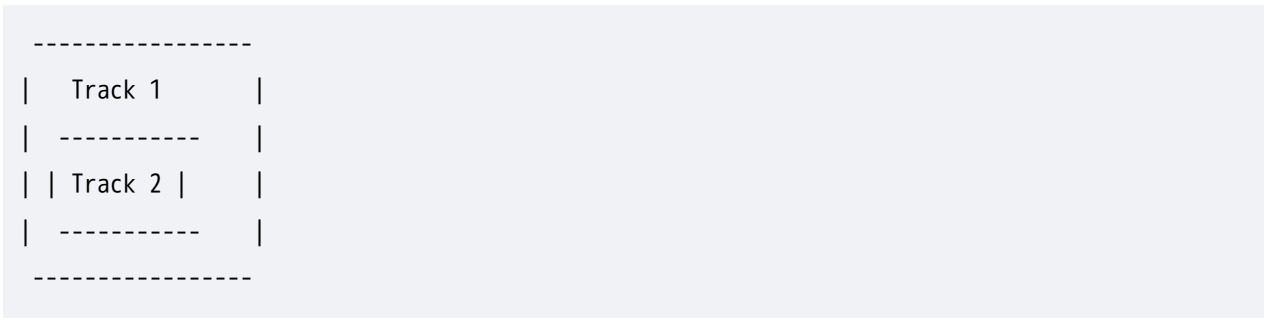 -----------------
|   Track 1       |
|  -----------    |
| | Track 2 |     |
|  -----------    |
 -----------------